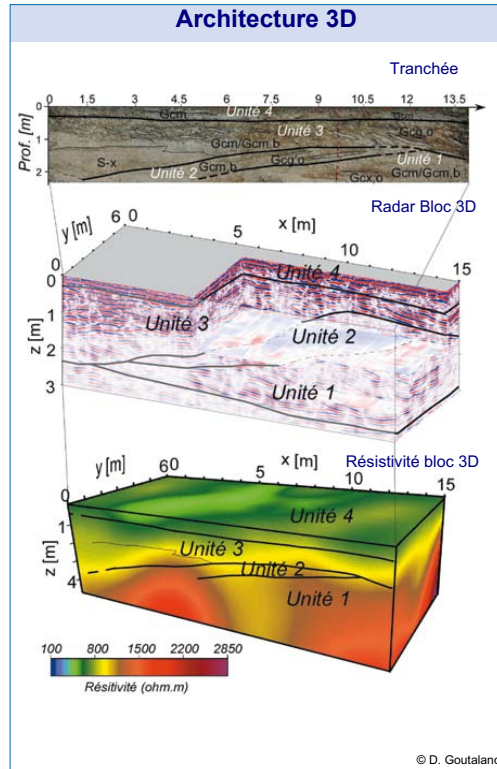 Architecture 3D
Tranchée
0 1.5 3 4.5 6 7.5 9 10.5 12 13.5
Prof. [m]
0
1
2
Gcm
Unité 4
Gcm
Unité 3
Gcg,o
Gcm/Gcm,b
S-x
Unité 2
Gcm,b
Gcg,o
Unité 1
Gcm/Gcm,b
Gcx,o
Radar Bloc 3D
y [m]
6 0
0
x [m]
5
10
15
z [m]
0
1
2
3
Unité 4
Unité 3
Unité 2
Unité 1
Résistivité bloc 3D
y [m]
60
0
x [m]
5
10
15
z [m]
1
4
Unité 4
Unité 3
Unité 2
Unité 1
100 800 1500 2200 2850
Résitivité (ohm.m)
© D. Goutaland